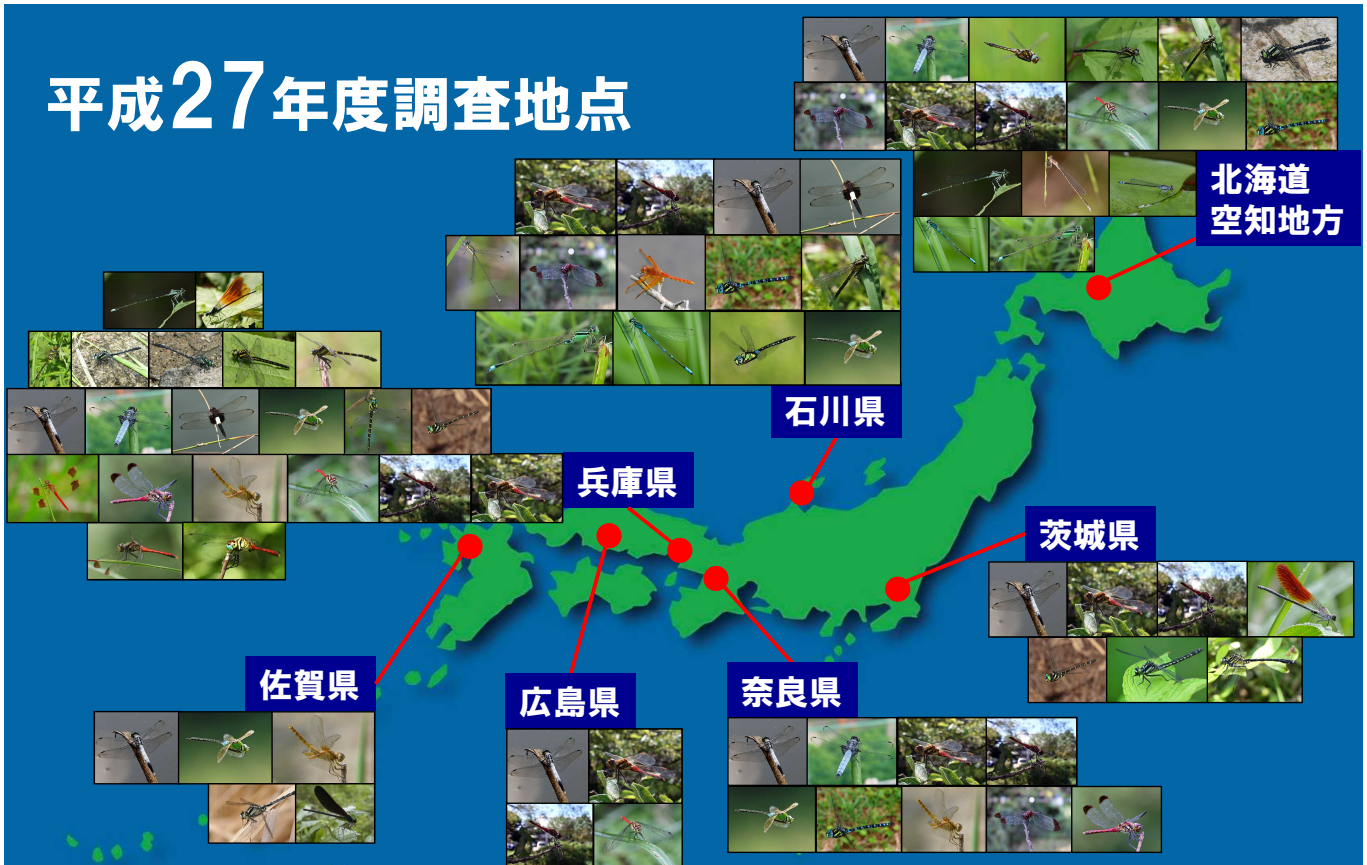 平成27年度調査地点
北海道
空知地方
石川県
兵庫県
茨城県
佐賀県
広島県
奈良県